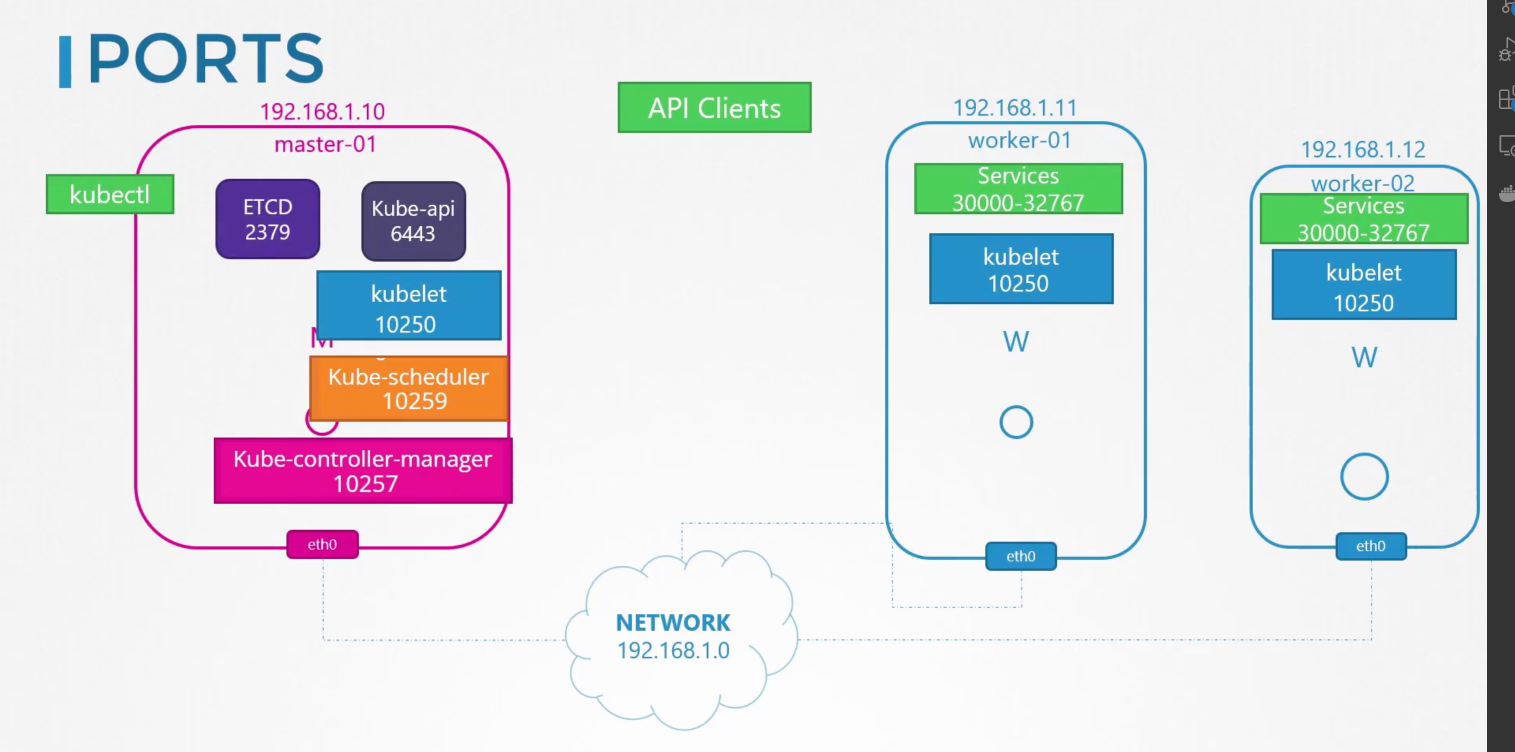 PORTS
192.168.1.10
master-01
kubectl
ETCD
2379
Kube-api
6443
kubelet
10250
M
Kube-scheduler
10259
Kube-controller-manager
10257
eth0
API Clients
192.168.1.11
worker-01
Services
30000-32767
kubelet
10250
W
eth0
192.168.1.12
worker-02
Services
30000-32767
kubelet
10250
W
eth0
NETWORK
192.168.1.0